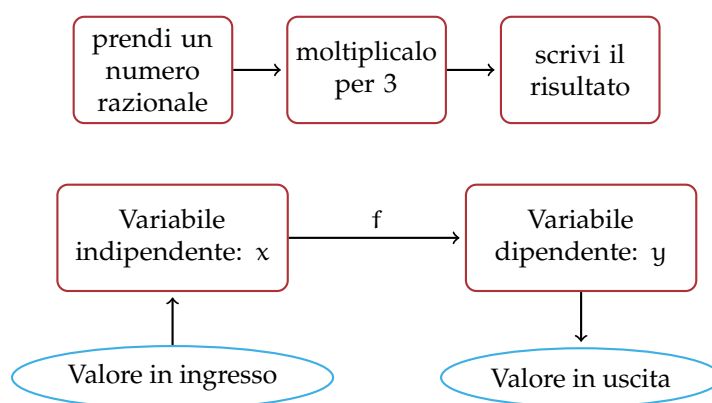 prendi un
numero
razionale
moltiplicalo
per 3
scrivi il
risultato
Variabile
indipendente: x
f
Variabile
dipendente: y
Valore in ingresso
Valore in uscita